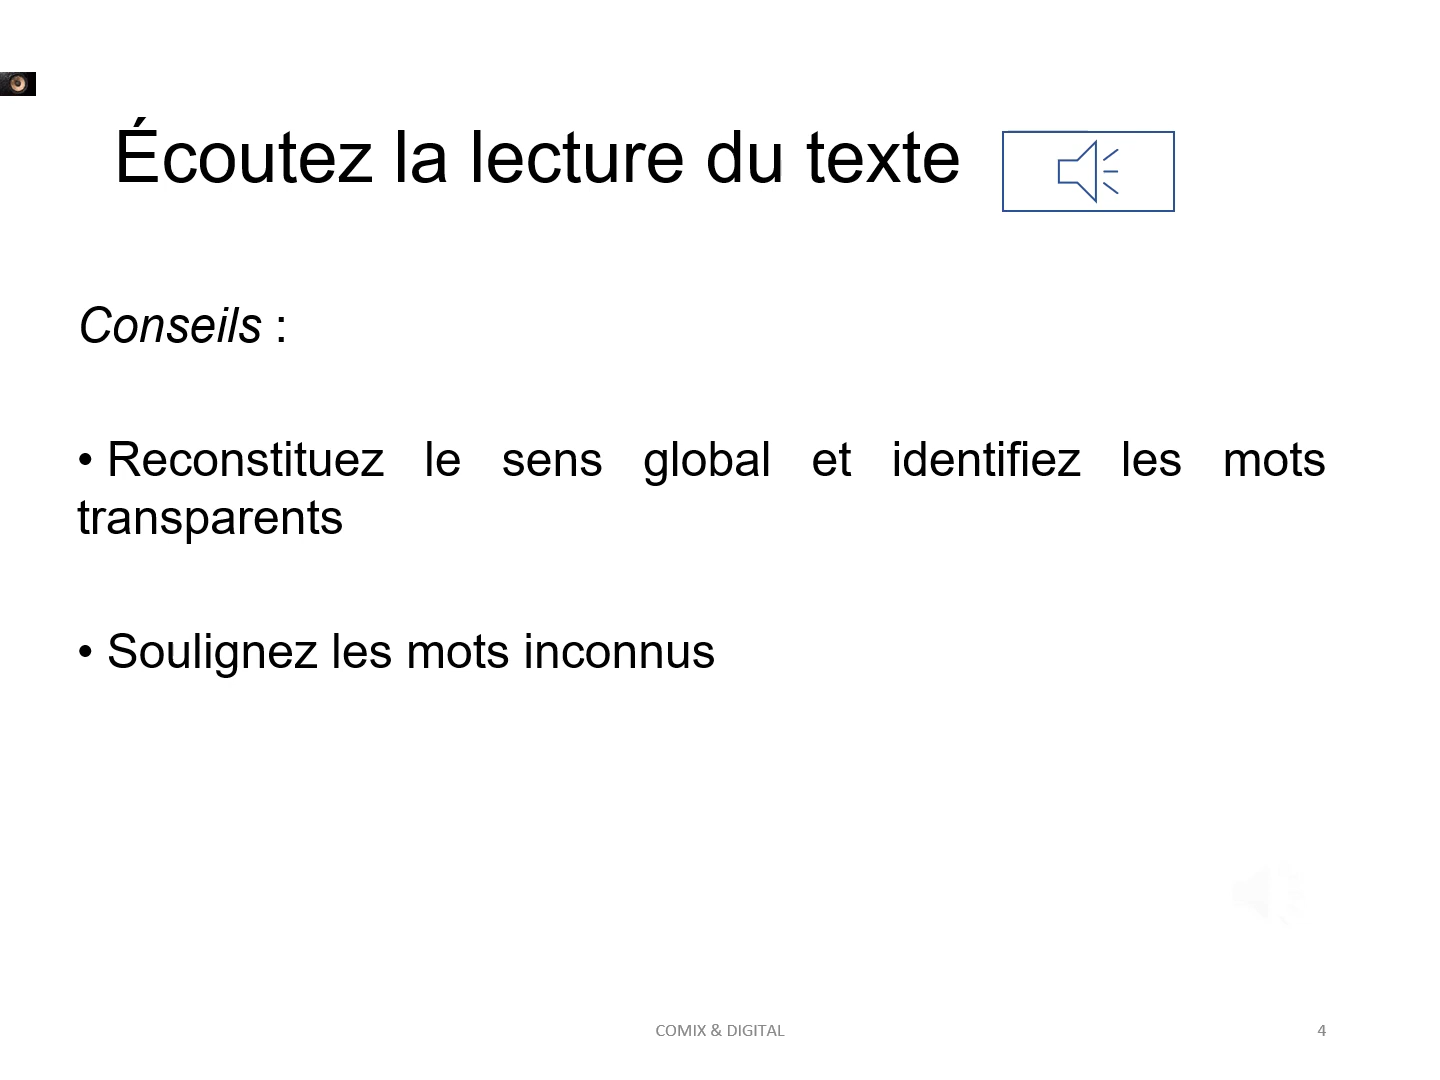 Écoutez la lecture du texte
Conseils :
• Reconstituez le sens global et identifiez les mots
transparents
• Soulignez les mots inconnus
COMIX & DIGITAL
4